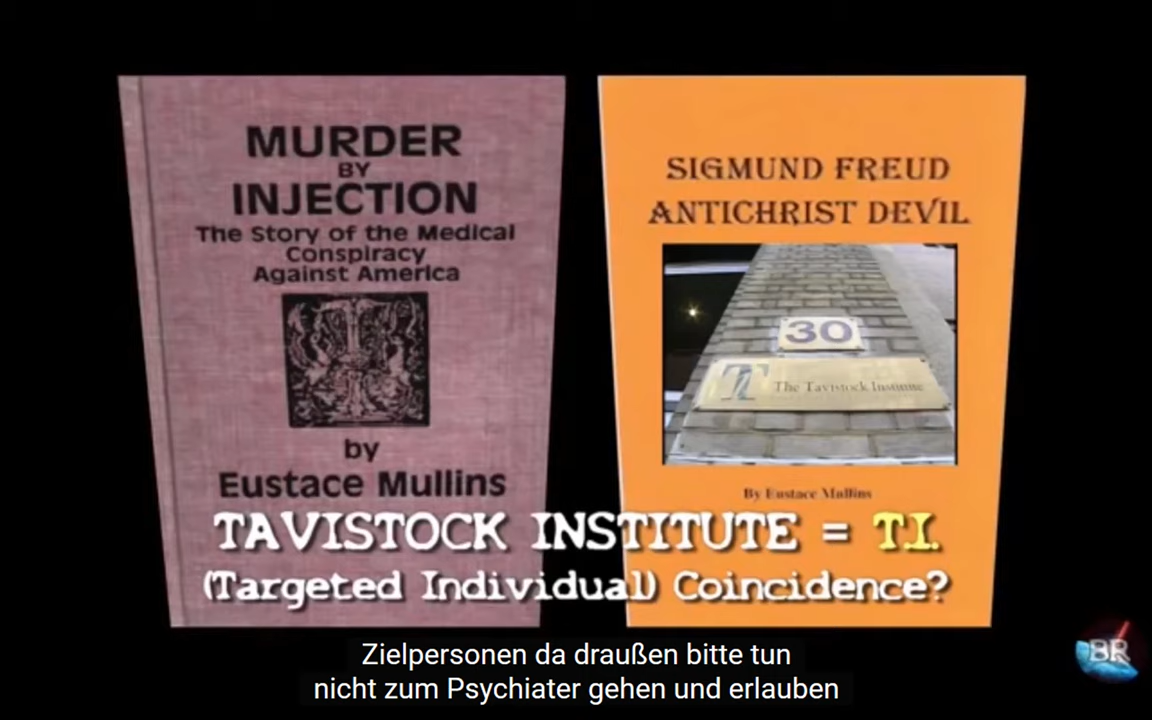 MURDER
BY
INJECTION
The Story of the Medical
Conspiracy
Against America
by
Eustace Mullins
SIGMUND FREUD
ANTICHRIST DEVIL
30
The Tavistock Institute
By Eustace Mullins
TAVISTOCK INSTITUTE = T.I.
(Targeted Individual) Coincidence?
Zielpersonen da draußen bitte tun
nicht zum Psychiater gehen und erlauben
BR